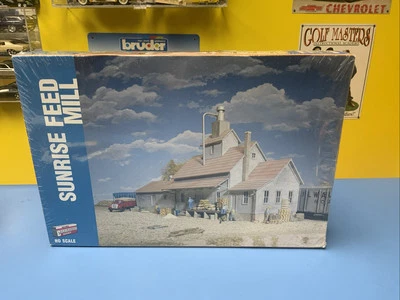 CHEVROLET
GOLF MASTERS
bruder
SUNRISE FEED
MILL
HO SCALE